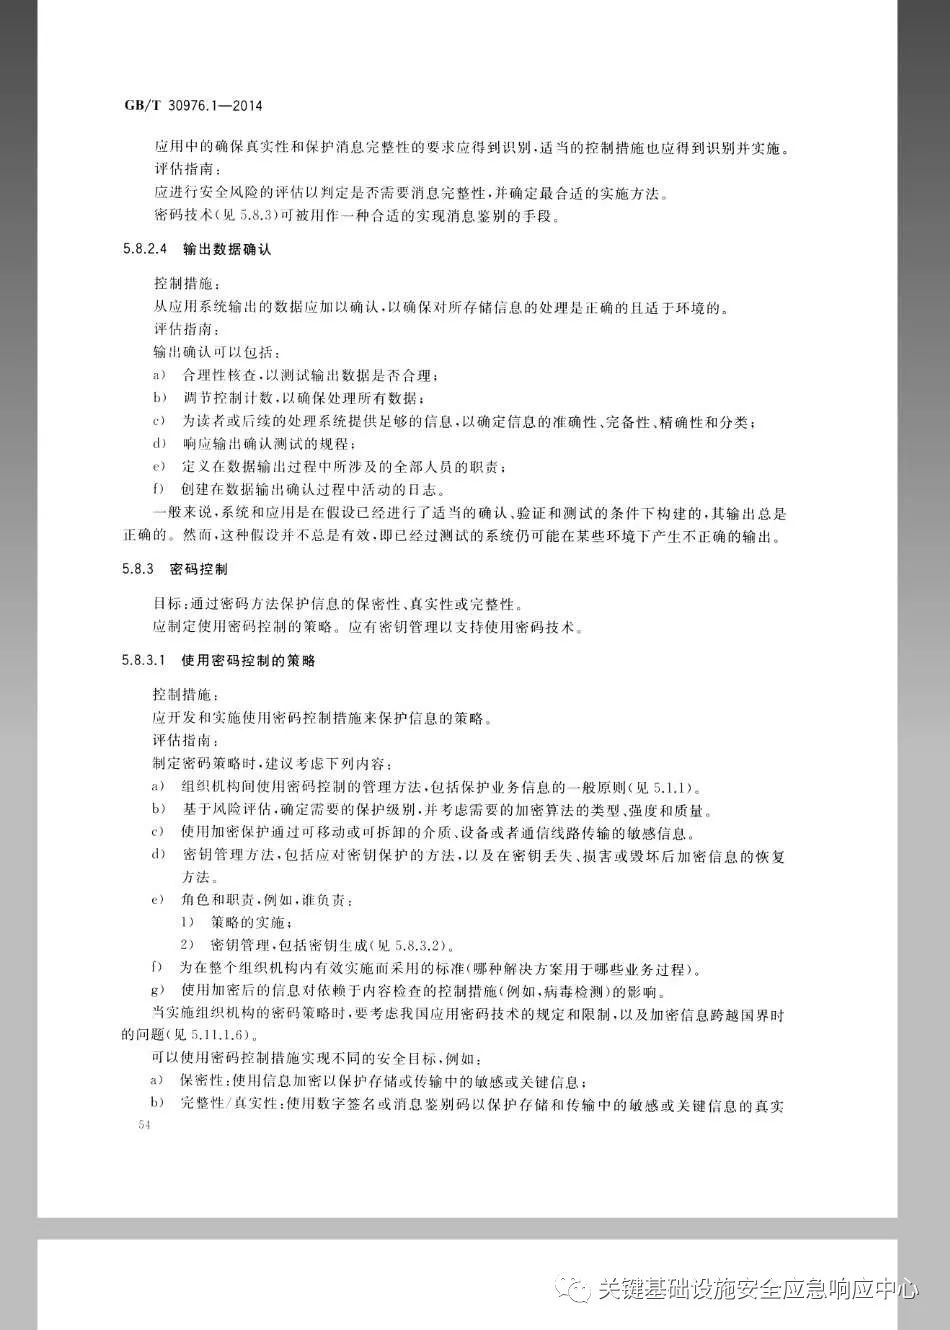 GB/T 30976.1—2014
应用中的确保真实性和保护消息完整性的要求应得到识别,适当的控制措施也应得到识别并实施。
评估指南:
应进行安全风险的评估以判定是否需要消息完整性,并确定最合适的实施方法。
密码技术(见 5.8.3)可被用作一种合适的实现消息鉴别的手段。
5.8.2.4 输出数据确认
控制措施:
从应用系统输出的数据应加以确认,以确保对所存储信息的处理是正确的且适于环境的。
评估指南:
输出确认可以包括:
a) 合理性核查,以测试输出数据是否合理;
b) 调节控制计数,以确保处理所有数据;
c) 为读者或后续的处理系统提供足够的信息,以确定信息的准确性、完备性、精确性和分类;
d) 响应输出确认测试的规程;
e) 定义在数据输出过程中所涉及的全部人员的职责;
f) 创建在数据输出确认过程中活动的日志。
一般来说,系统和应用是在假设已经进行了适当的确认、验证和测试的条件下构建的,其输出总是
正确的。然而,这种假设并不总是有效,即已经过测试的系统仍可能在某些环境下产生不正确的输出。
5.8.3 密码控制
目标:通过密码方法保护信息的保密性、真实性或完整性。
应制定使用密码控制的策略。应有密钥管理以支持使用密码技术。
5.8.3.1 使用密码控制的策略
控制措施:
应开发和实施使用密码控制措施来保护信息的策略。
评估指南:
制定密码策略时,建议考虑下列内容:
a) 组织机构间使用密码控制的管理方法,包括保护业务信息的一般原则(见 5.1.1)。
b) 基于风险评估,确定需要的保护级别,并考虑需要的加密算法的类型、强度和质量。
c) 使用加密保护通过可移动或可拆卸的介质、设备或者通信线路传输的敏感信息。
d) 密钥管理方法,包括应对密钥保护的方法,以及在密钥丢失、损害或毁坏后加密信息的恢复
方法。
e) 角色和职责,例如,谁负责:
1) 策略的实施;
2) 密钥管理,包括密钥生成(见 5.8.3.2)。
f) 为在整个组织机构内有效实施而采用的标准(哪种解决方案用于哪些业务过程)。
g) 使用加密后的信息对依赖于内容检查的控制措施(例如,病毒检测)的影响。
当实施组织机构的密码策略时,要考虑我国应用密码技术的规定和限制,以及加密信息跨越国界时
的问题(见 5.11.1.6)。
可以使用密码控制措施实现不同的安全目标,例如:
a) 保密性:使用信息加密以保护存储或传输中的敏感或关键信息;
b) 完整性/真实性:使用数字签名或消息鉴别码以保护存储和传输中的敏感或关键信息的真实
54
关键基础设施安全应急响应中心